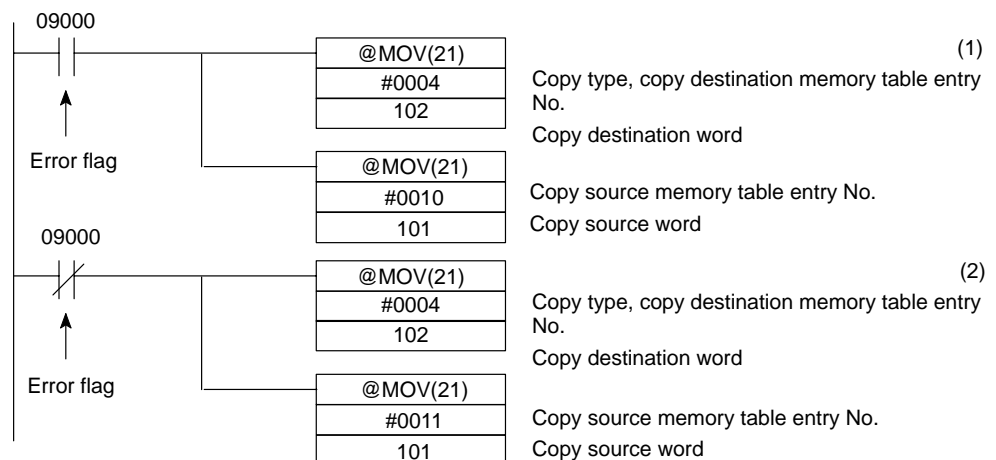 09000
@MOV(21)
(1)
#0004
Copy type, copy destination memory table entry
No.
102
Copy destination word
Error flag
@MOV(21)
#0010
Copy source memory table entry No.
101
Copy source word
09000
@MOV(21)
(2)
#0004
Copy type, copy destination memory table entry
No.
102
Copy destination word
Error flag
@MOV(21)
#0011
Copy source memory table entry No.
101
Copy source word